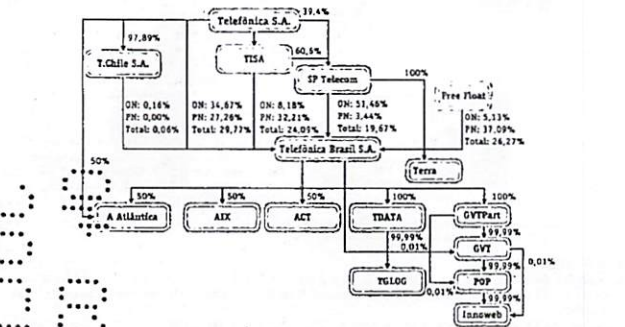 Telefônica S.A.
39,4%
97,89%
T.Chile S.A.
TISA
60,6%
SP Telecom
100%
Free Float
ON: 0,16%
PN: 0,00%
Total: 0,06%
ON: 34,67%
PN: 27,26%
Total: 29,77%
ON: 8,18%
PN: 32,21%
Total: 24,09%
ON: 51,46%
PN: 3,44%
Total: 19,67%
ON: 5,13%
PN: 37,09%
Total: 26,27%
Telefônica Brasil S.A.
Terra
50%
50%
50%
50%
100%
100%
A Atlântica
AIX
ACT
TDATA
GVTPart
99,99%
99,99%
0,01%
GVT
0,01%
99,99%
TGLOG
0,01%
POP
99,99%
Innoweb